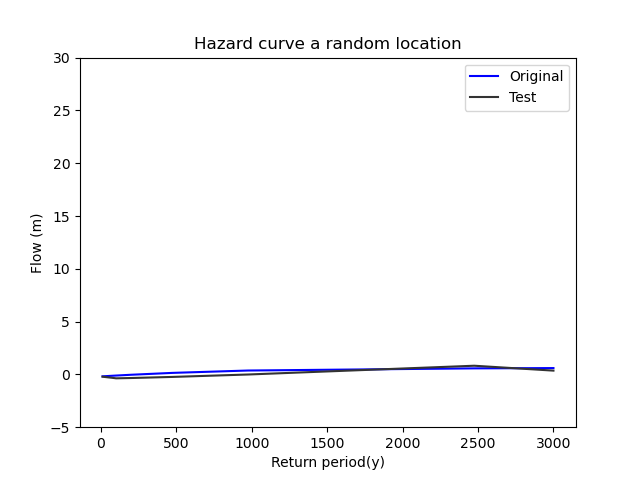 Hazard curve a random location
Original
Test
30
25
20
15
10
5
0
−5
Flow (m)
0 500 1000 1500 2000 2500 3000
Return period(y)